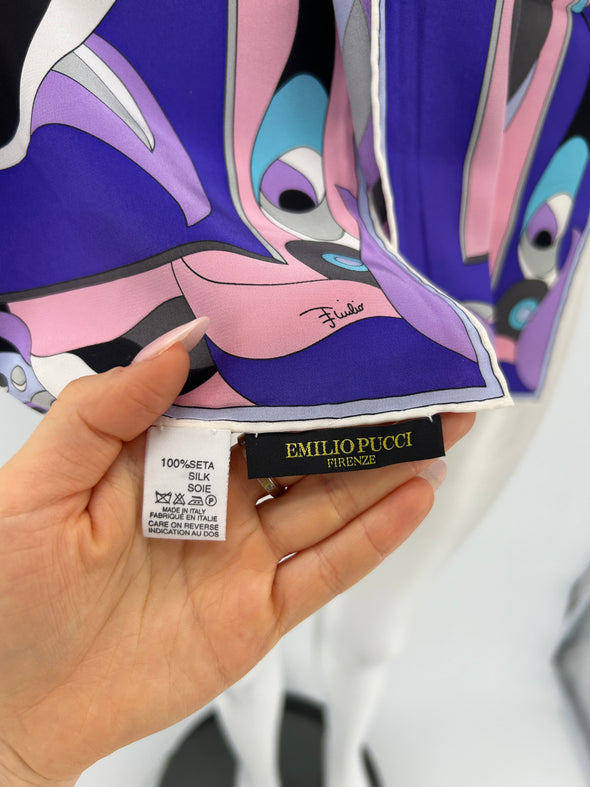 Emilio
EMILIO PUCCI
FIRENZE
100%SETA
SILK
SOIE
MADE IN ITALY
FABRIQUÉ EN ITALIE
CARE ON REVERSE
INDICATION AU DOS